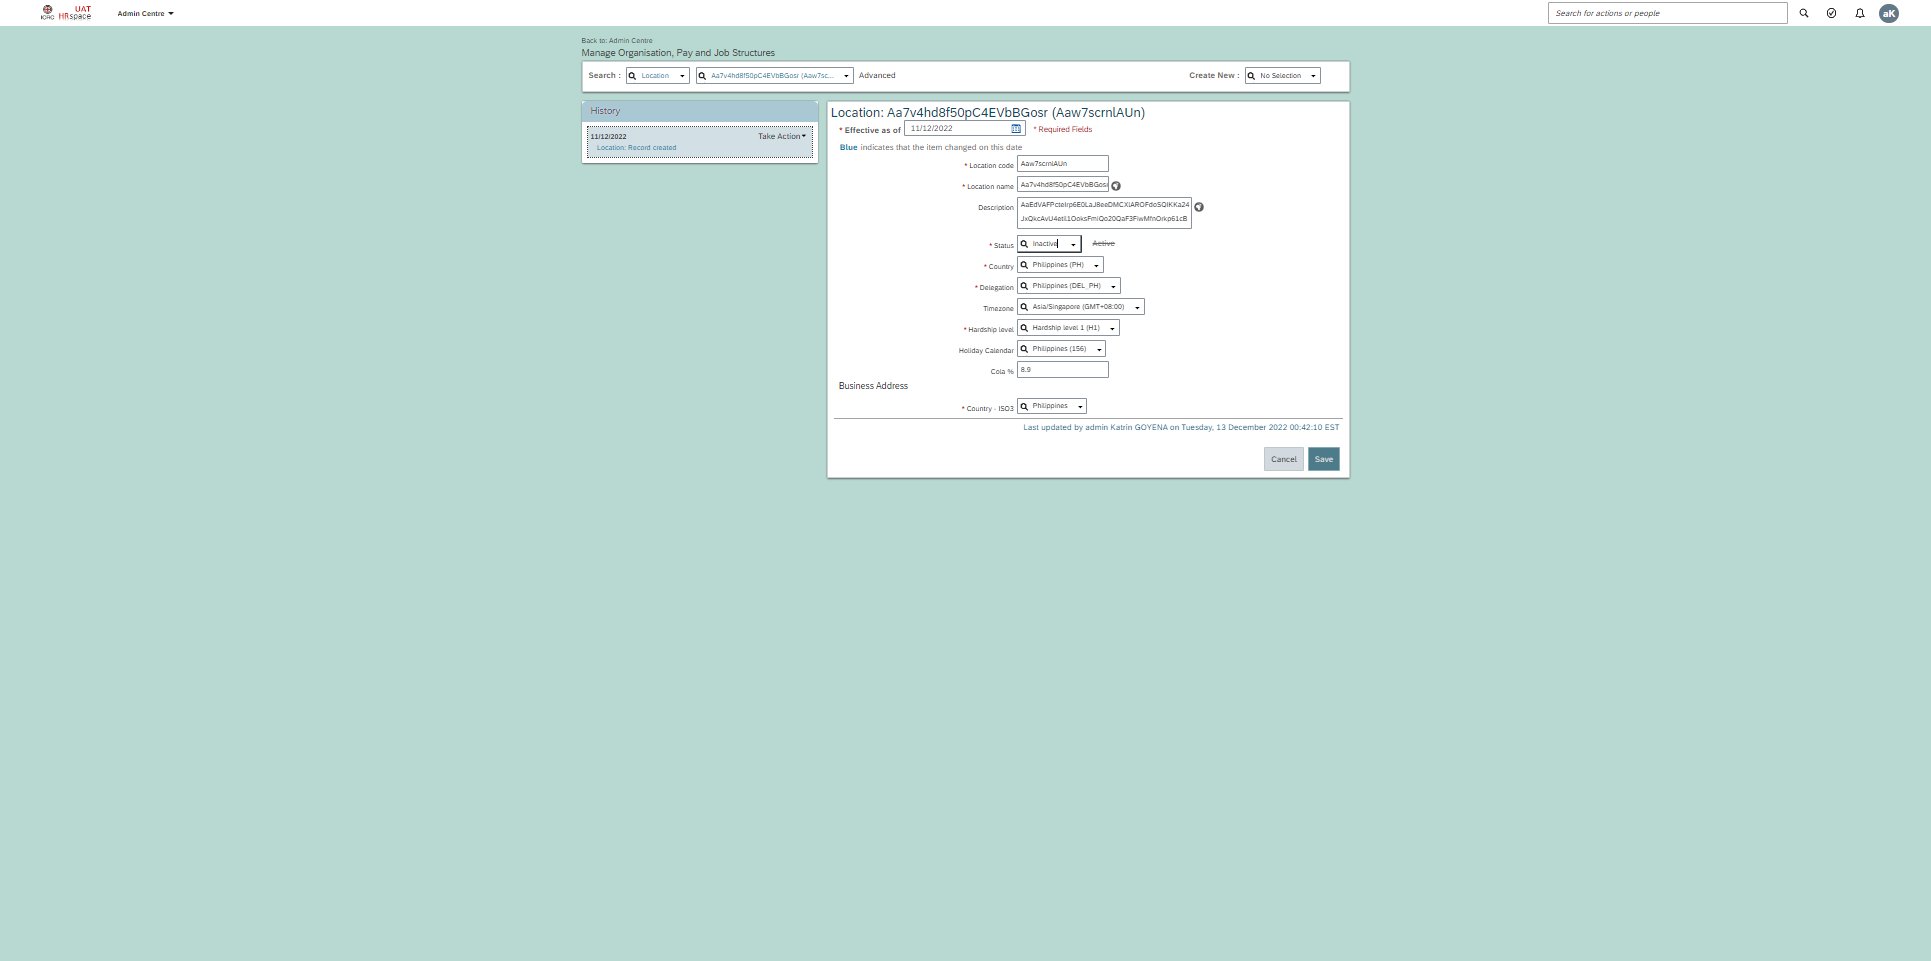 ICRC
UAT
HRspace
Admin Centre
Search for actions or people
aK
Back to: Admin Centre
Manage Organisation, Pay and Job Structures
Search :
Location
Aa7v4hd8f50pC4EVbBGosr (Aaw7sc...
Advanced
Create New :
No Selection
History
11/12/2022
Take Action
Location: Record created
Location: Aa7v4hd8f50pC4EVbBGosr (Aaw7scrnlAUn)
* Effective as of
11/12/2022
* Required Fields
Blue indicates that the item changed on this date
* Location code
Aaw7scrnlAUn
* Location name
Aa7v4hd8f50pC4EVbBGosr
Description
* Status
Inactive
Active
* Country
Philippines (PH)
* Delegation
Philippines (DEL_PH)
Timezone
Asia/Singapore (GMT+08:00)
* Hardship level
Hardship level 1 (H1)
Holiday Calendar
Philippines (156)
Cola %
8.9
Business Address
* Country - ISO3
Philippines
Last updated by admin Katrin GOYENA on Tuesday, 13 December 2022 00:42:10 EST
Cancel
Save